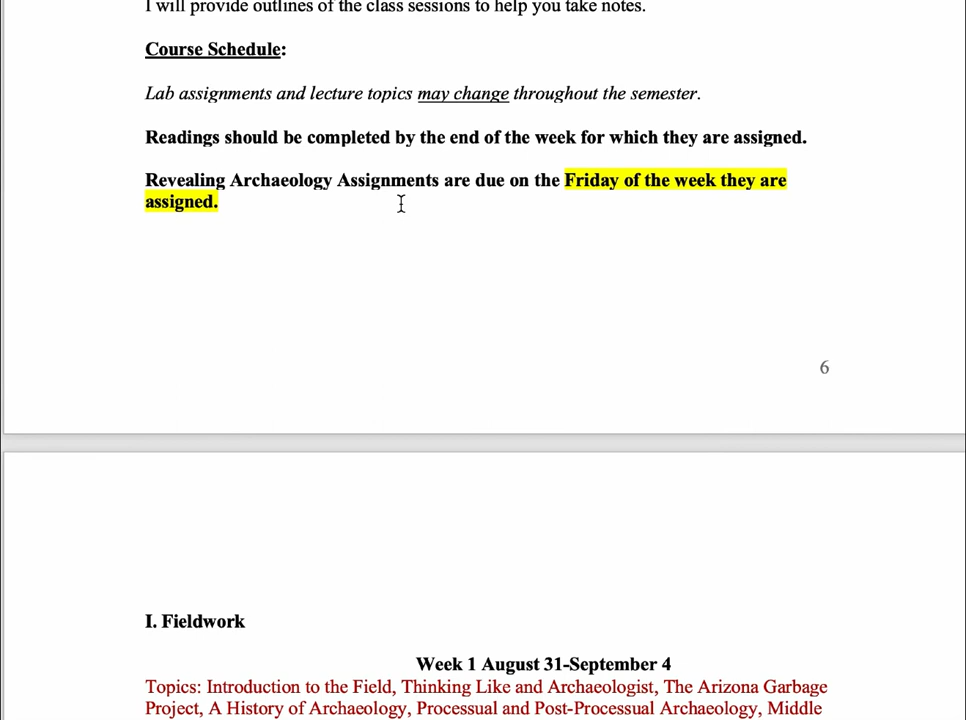 I will provide outlines of the class sessions to help you take notes.
Course Schedule:
Lab assignments and lecture topics may change throughout the semester.
Readings should be completed by the end of the week for which they are assigned.
Revealing Archaeology Assignments are due on the Friday of the week they are
assigned.
6
I. Fieldwork
Week 1 August 31-September 4
Topics: Introduction to the Field, Thinking Like and Archaeologist, The Arizona Garbage
Project, A History of Archaeology, Processual and Post-Processual Archaeology, Middle